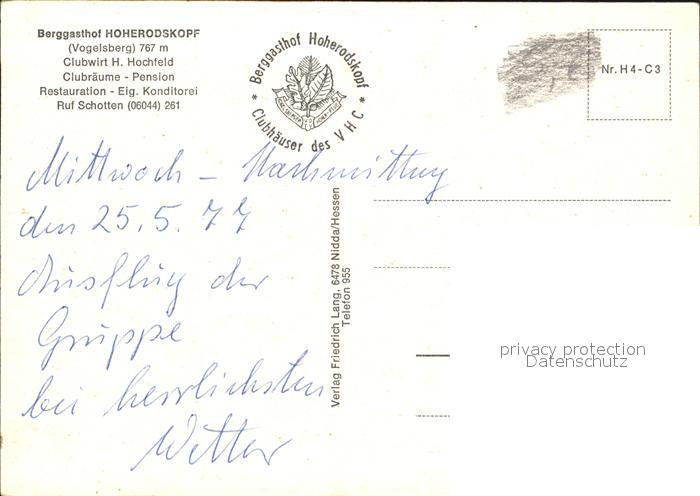 Berggasthof HOHERODSKOPF
(Vogelsberg) 767 m
Clubwirt H. Hochfeld
Clubräume - Pension
Restauration - Eig. Konditorei
Ruf Schotten (06044) 261
* Berggasthof Hoherodskopf *
Clubhäuser des VHC
Nr. H 4 - C 3
Mittwoch - Nachmittag
den 25. 5. 77
Ausflug der
Gruppe
bei herrlichsten
Wetter
Verlag Friedrich Lang, 6478 Nidda/Hessen
Telefon 955
privacy protection
Datenschutz